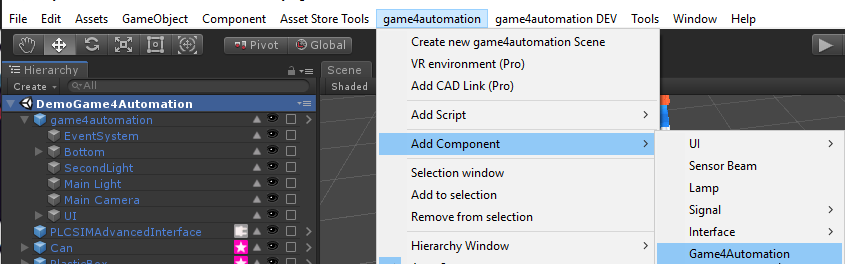 File Edit Assets GameObject Component Asset Store Tools game4automation game4automation DEV Tools Window Help
Pivot Global
Hierarchy
Create All
DemoGame4Automation
game4automation
EventSystem
Bottom
SecondLight
Main Light
Main Camera
UI
PLCSIMAdvancedInterface
Can
PlasticBox
Scene
Shaded
Create new game4automation Scene
VR environment (Pro)
Add CAD Link (Pro)
Add Script
Add Component
Selection window
Add to selection
Remove from selection
Hierarchy Window
UI
Sensor Beam
Lamp
Signal
Interface
Game4Automation